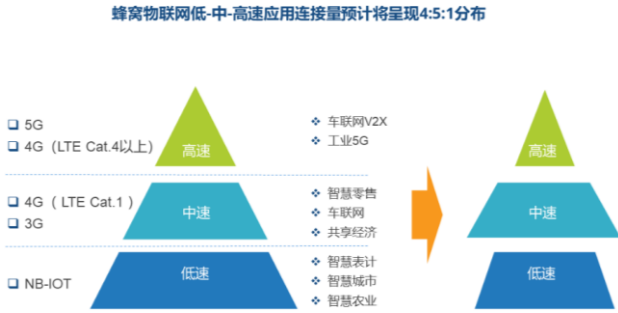 蜂窝物联网低-中-高速应用连接量预计将呈现4:5:1分布
5G
4G（LTE Cat.4以上）
高速
车联网V2X
工业5G
高速
4G（ LTE Cat.1 ）
3G
中速
智慧零售
车联网
共享经济
中速
NB-IOT
低速
智慧表计
智慧城市
智慧农业
低速